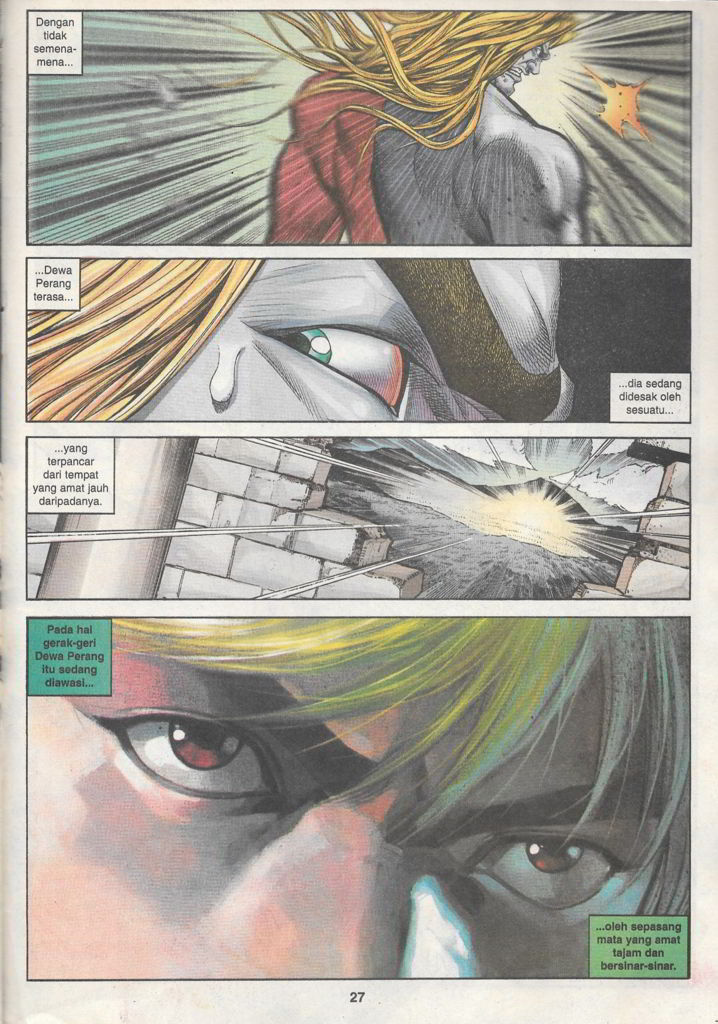 Dengan
tidak
semena-
mena...
...Dewa
Perang
terasa...
...dia sedang
didesak oleh
sesuatu...
...yang
terpancar
dari tempat
yang amat jauh
daripadanya.
Pada hal
gerak-geri
Dewa Perang
itu sedang
diawasi...
...oleh sepasang
mata yang amat
tajam dan
bersinar-sinar.
27